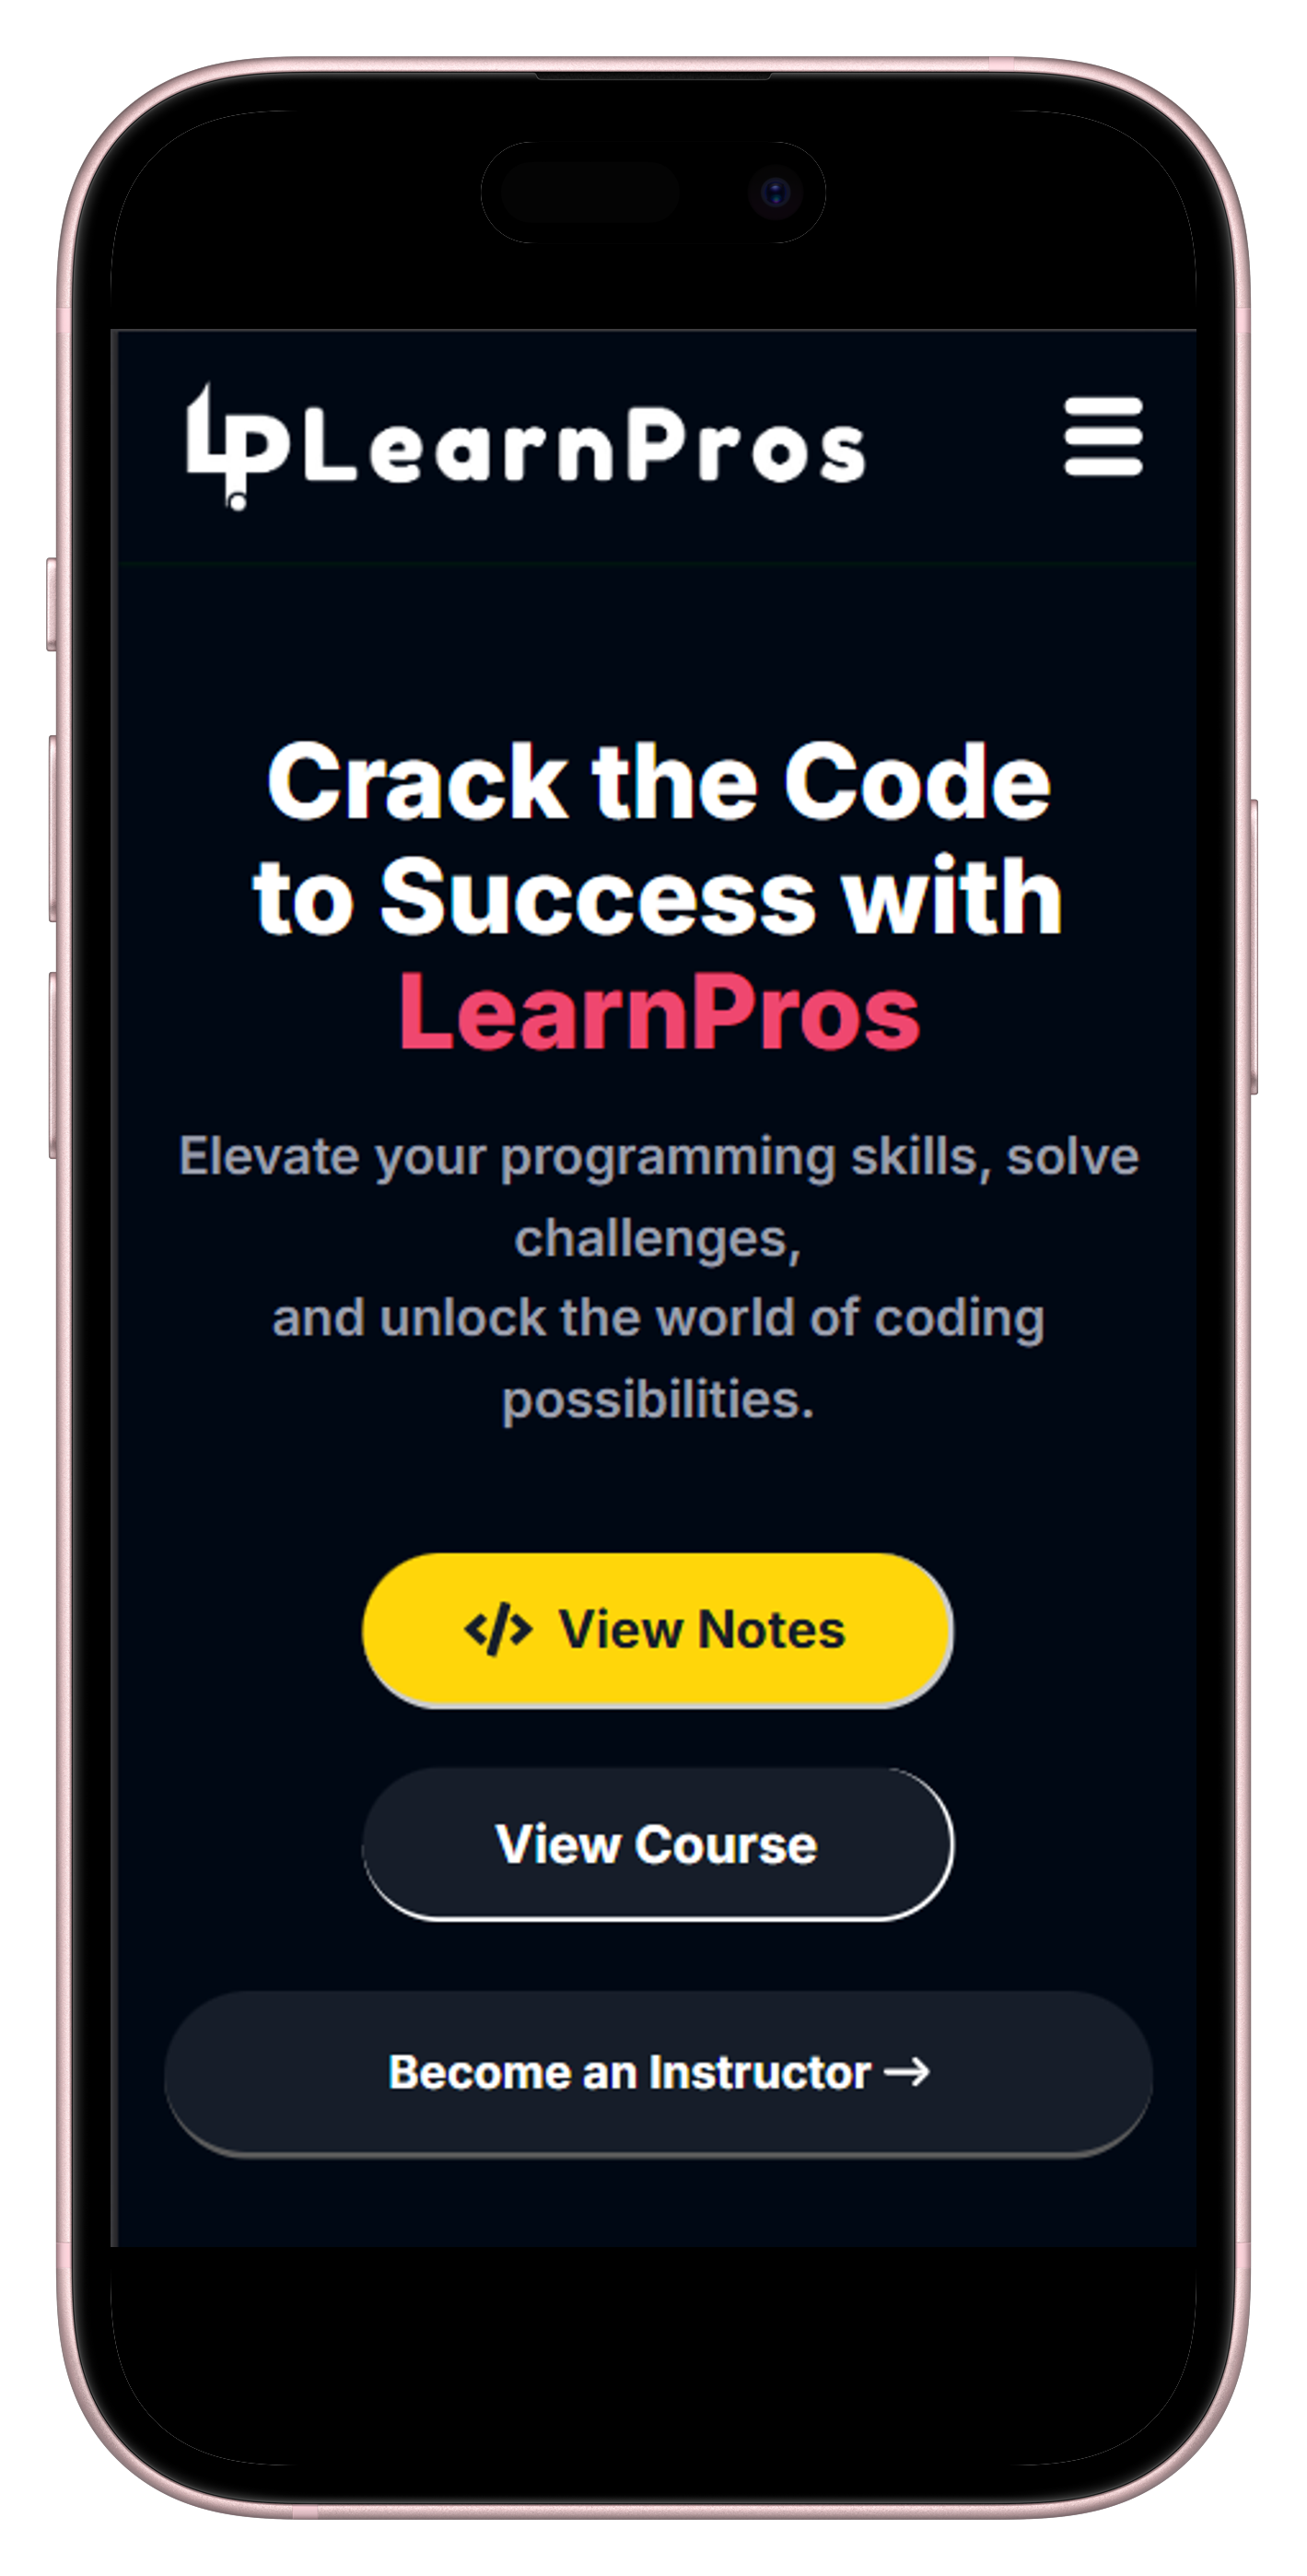 LP LearnPros
Crack the Code
to Success with
LearnPros
Elevate your programming skills, solve
challenges,
and unlock the world of coding
possibilities.
</> View Notes
View Course
Become an Instructor →